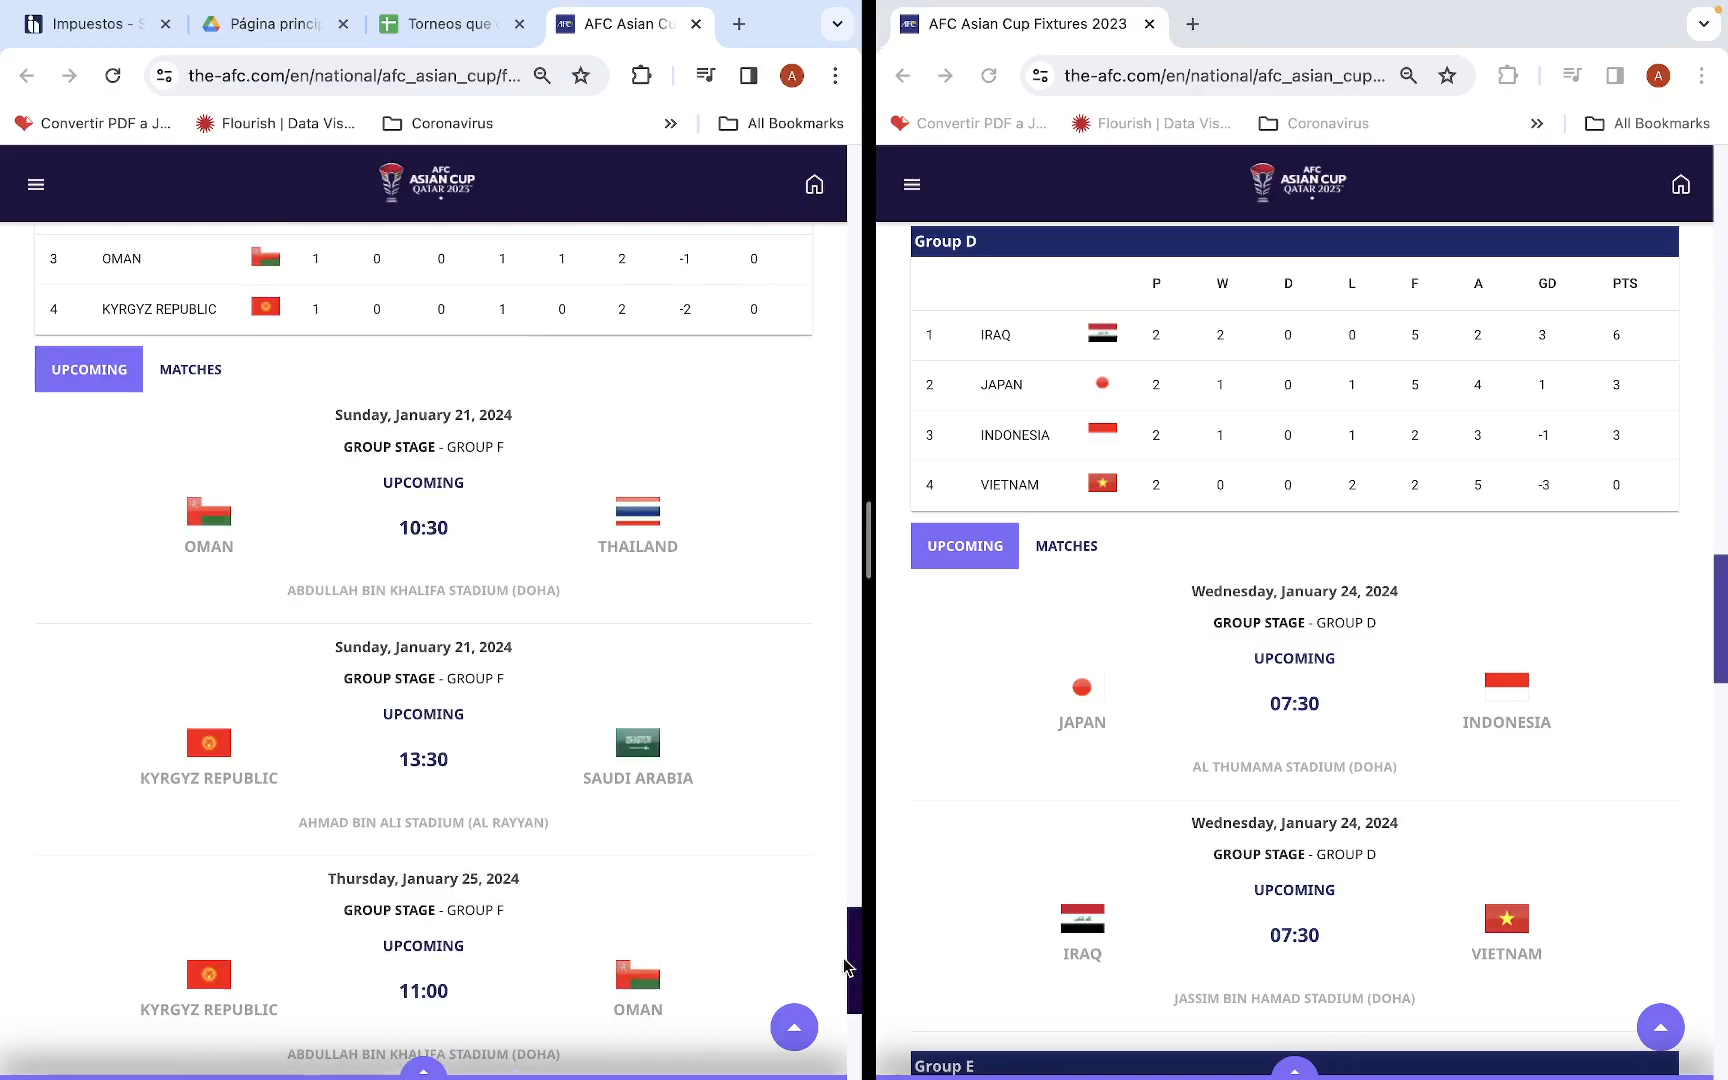 Impuestos - S
Página princip
Torneos que
AFC Asian Cu
the-afc.com/en/national/afc_asian_cup/f...
A
Convertir PDF a J...
Flourish | Data Vis...
Coronavirus
All Bookmarks
AFC
ASIAN CUP
QATAR 2023
3 OMAN 1 0 0 1 1 2 -1 0
4 KYRGYZ REPUBLIC 1 0 0 1 0 2 -2 0
UPCOMING MATCHES
Sunday, January 21, 2024
GROUP STAGE - GROUP F
UPCOMING
10:30
OMAN THAILAND
ABDULLAH BIN KHALIFA STADIUM (DOHA)
Sunday, January 21, 2024
GROUP STAGE - GROUP F
UPCOMING
13:30
KYRGYZ REPUBLIC SAUDI ARABIA
AHMAD BIN ALI STADIUM (AL RAYYAN)
Thursday, January 25, 2024
GROUP STAGE - GROUP F
UPCOMING
11:00
KYRGYZ REPUBLIC OMAN
ABDULLAH BIN KHALIFA STADIUM (DOHA)
AFC Asian Cup Fixtures 2023
the-afc.com/en/national/afc_asian_cup...
A
Convertir PDF a J...
Flourish | Data Vis...
Coronavirus
All Bookmarks
AFC
ASIAN CUP
QATAR 2023
Group D
P W D L F A GD PTS
1 IRAQ 2 2 0 0 5 2 3 6
2 JAPAN 2 1 0 1 5 4 1 3
3 INDONESIA 2 1 0 1 2 3 -1 3
4 VIETNAM 2 0 0 2 2 5 -3 0
UPCOMING MATCHES
Wednesday, January 24, 2024
GROUP STAGE - GROUP D
UPCOMING
07:30
JAPAN INDONESIA
AL THUMAMA STADIUM (DOHA)
Wednesday, January 24, 2024
GROUP STAGE - GROUP D
UPCOMING
07:30
IRAQ VIETNAM
JASSIM BIN HAMAD STADIUM (DOHA)
Group E